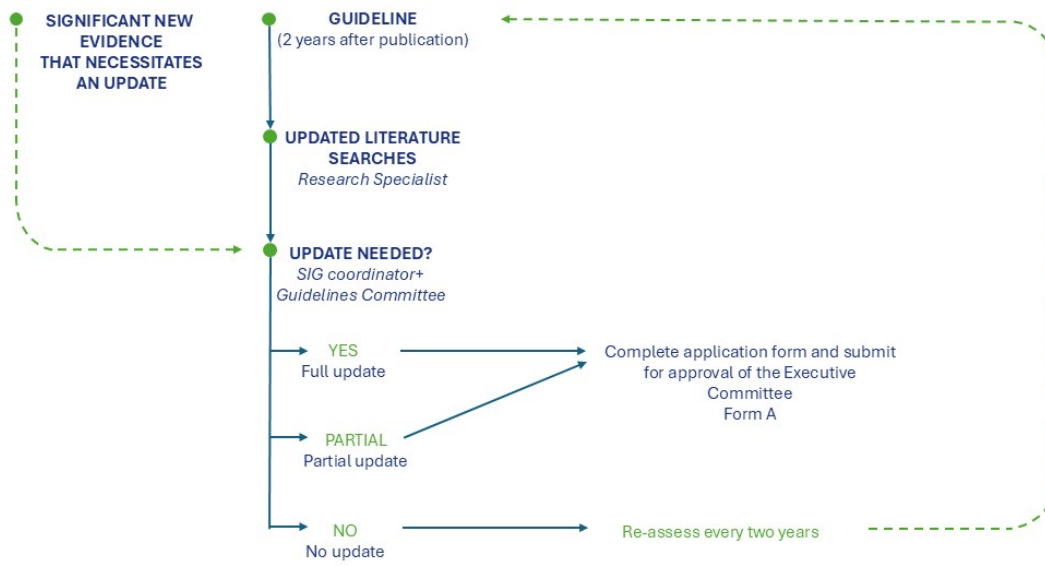 SIGNIFICANT NEW
EVIDENCE
THAT NECESSITATES
AN UPDATE
GUIDELINE
(2 years after publication)
UPDATED LITERATURE
SEARCHES
Research Specialist
UPDATE NEEDED?
SIG coordinator+
Guidelines Committee
YES
Full update
Complete application form and submit
for approval of the Executive
Committee
Form A
PARTIAL
Partial update
NO
No update
Re-assess every two years